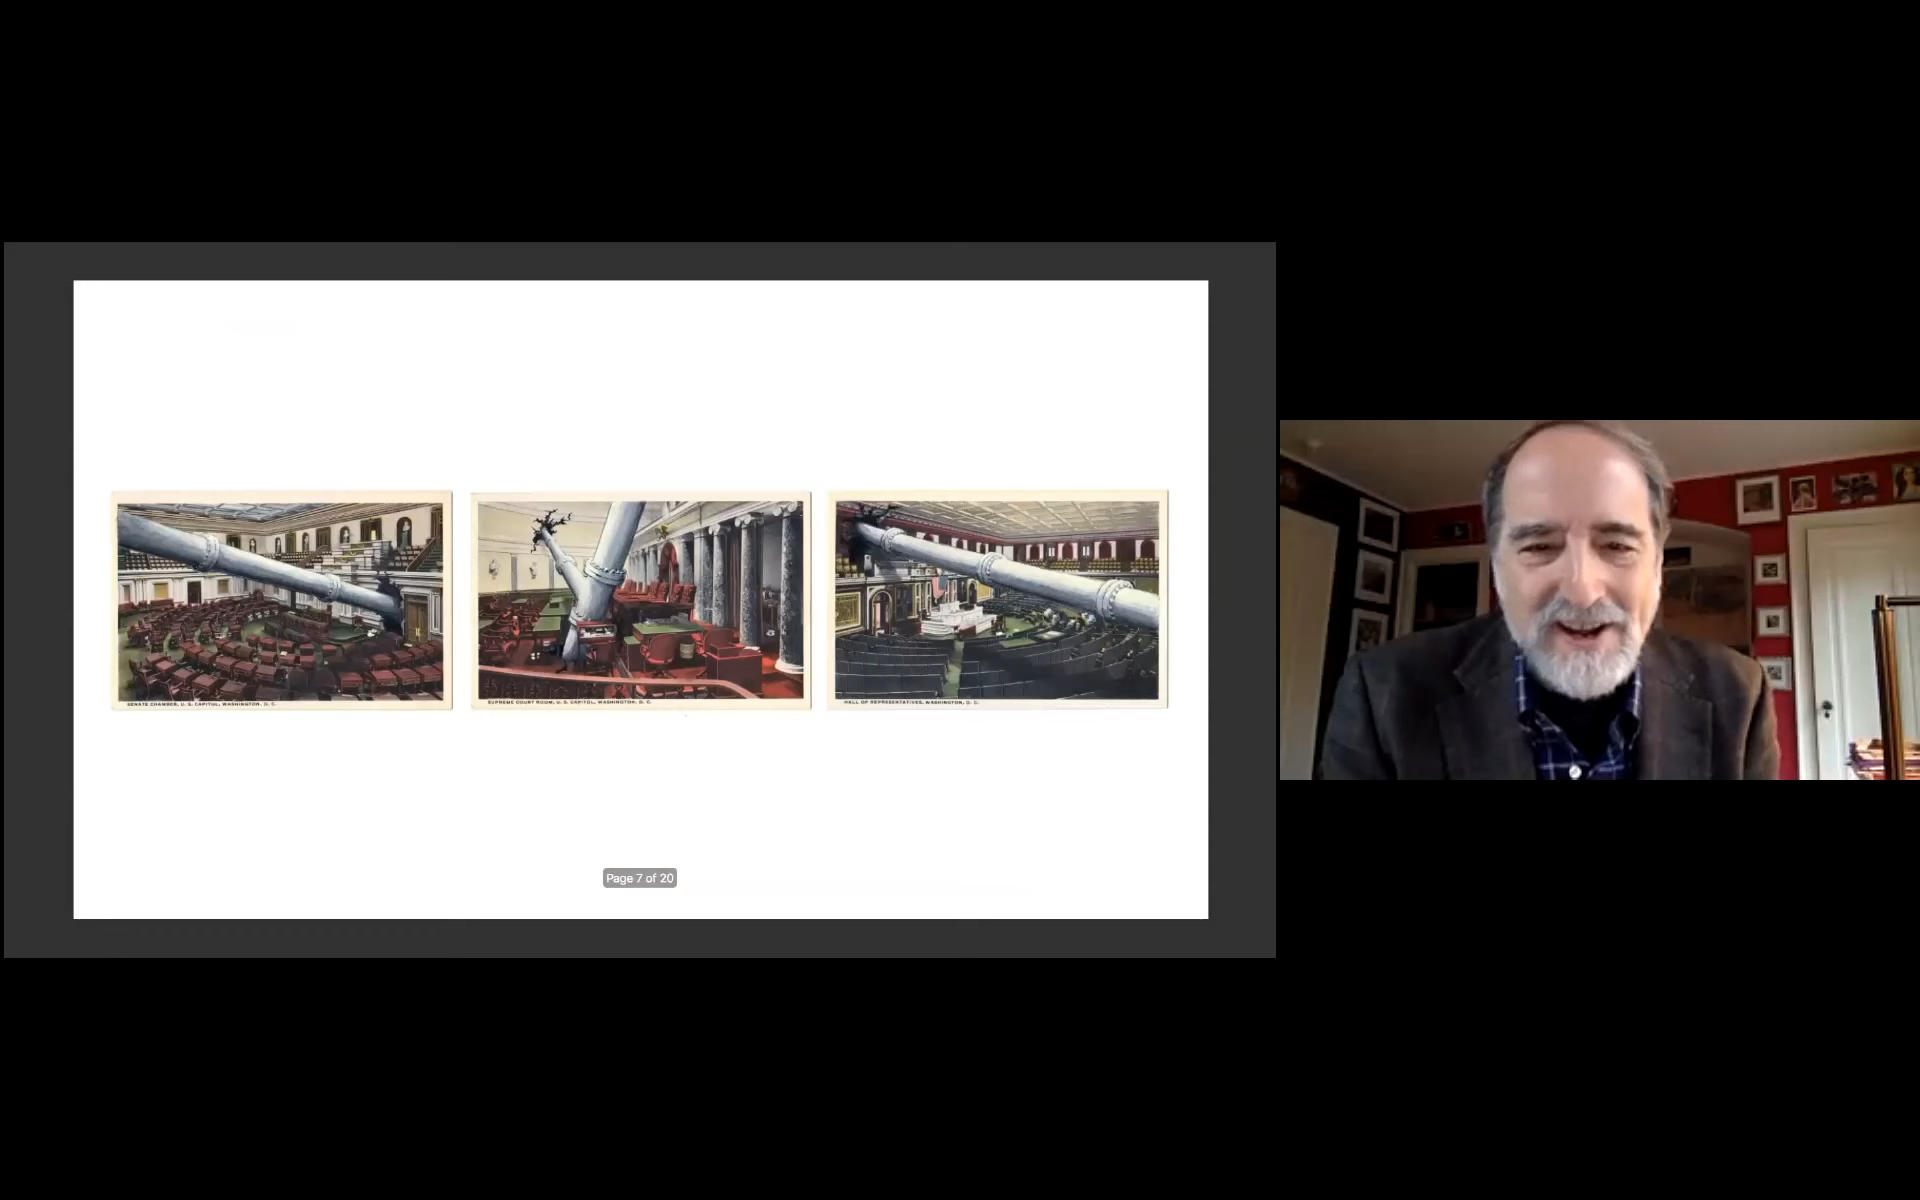 SENATE CHAMBER, U. S. CAPITOL, WASHINGTON, D. C.
SUPREME COURT ROOM, U. S. CAPITOL, WASHINGTON, D. C.
HALL OF REPRESENTATIVES, WASHINGTON, D. C.
Page 7 of 20